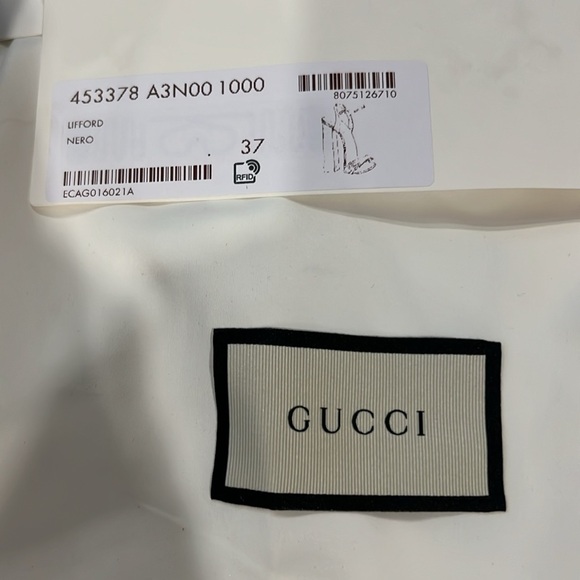 453378 A3N00 1000
8075126710
LIFFORD
NERO
37
RFID
ECAG016021A
GUCCI